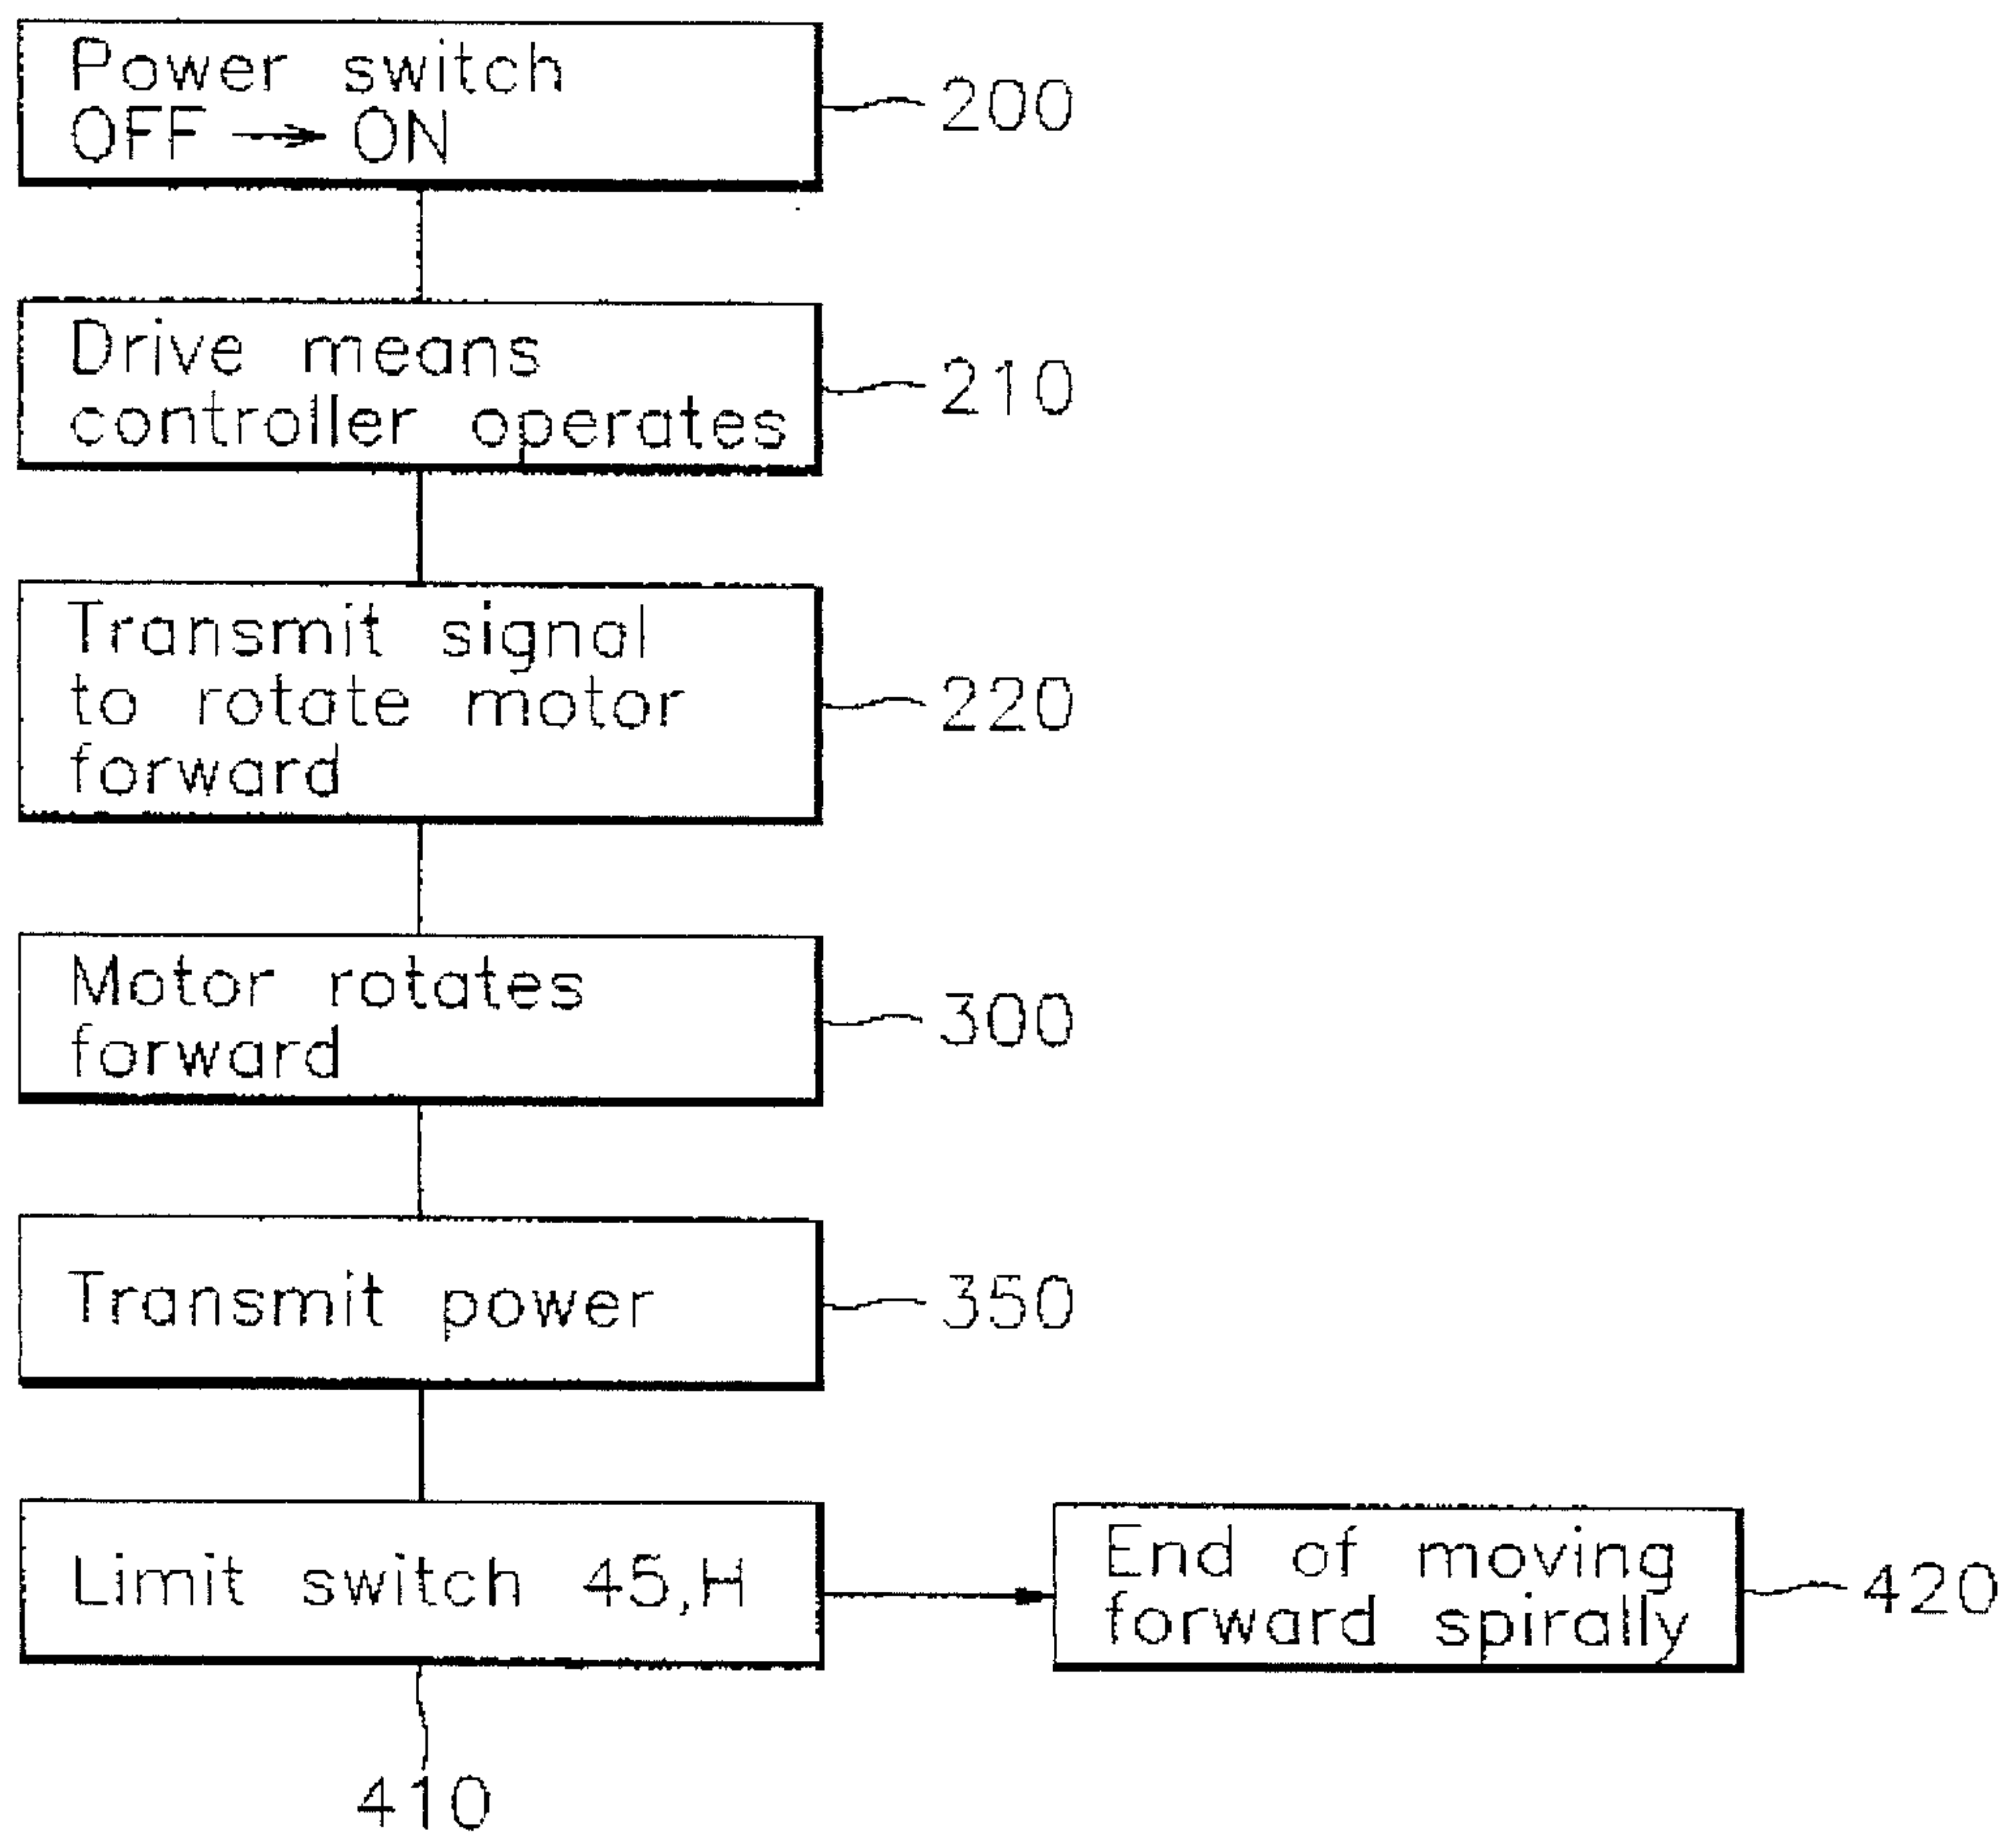 Power switch
OFF → ON
200
Drive means
controller operates
210
Transmit signal
to rotate motor
forward
220
Motor rotates
forward
300
Transmit power
350
Limit switch 45,H
410
End of moving
forward spirally
420